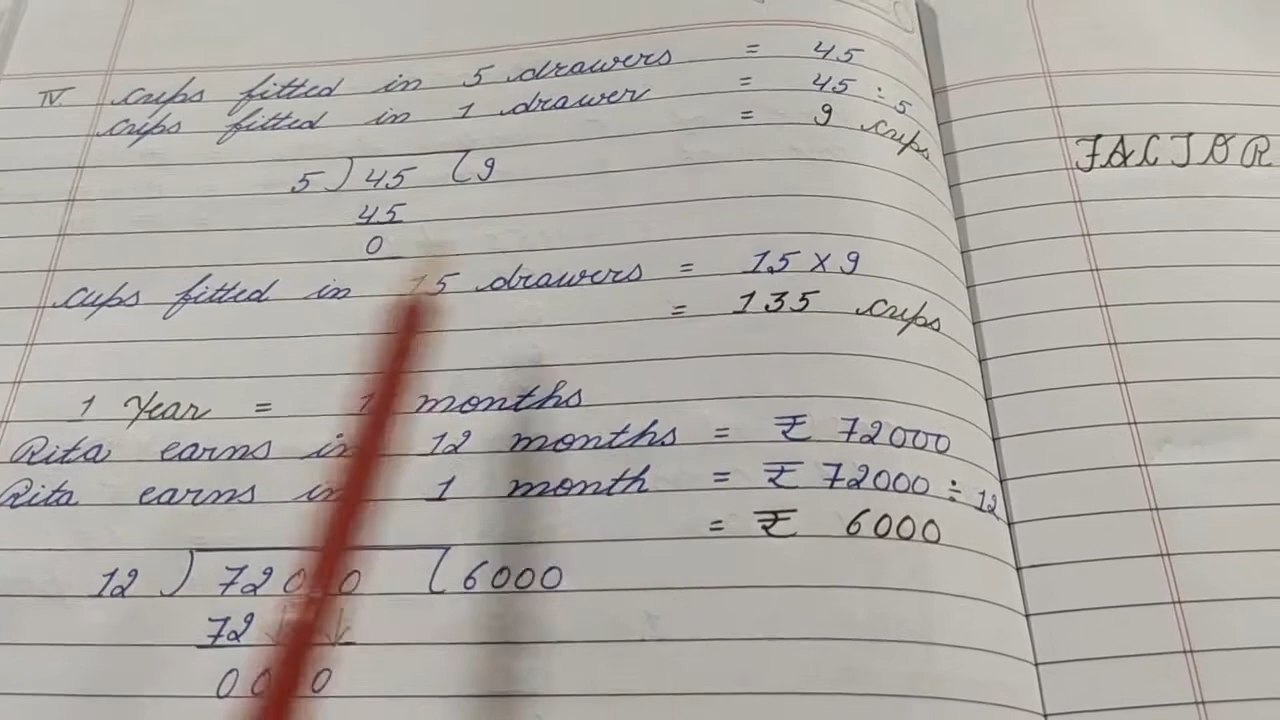 IV cups fitted in 5 drawers = 45
cups fitted in 1 drawer = 45 ÷ 5
= 9 cups
5 ) 45 ( 9
45
0
cups fitted in 15 drawers = 15 × 9
= 135 cups
1 Year = months
Rita earns in 12 months = ₹ 72000
Rita earns in 1 month = ₹ 72000 ÷ 12
= ₹ 6000
12 ) 72000 ( 6000
72
000
FACTOR